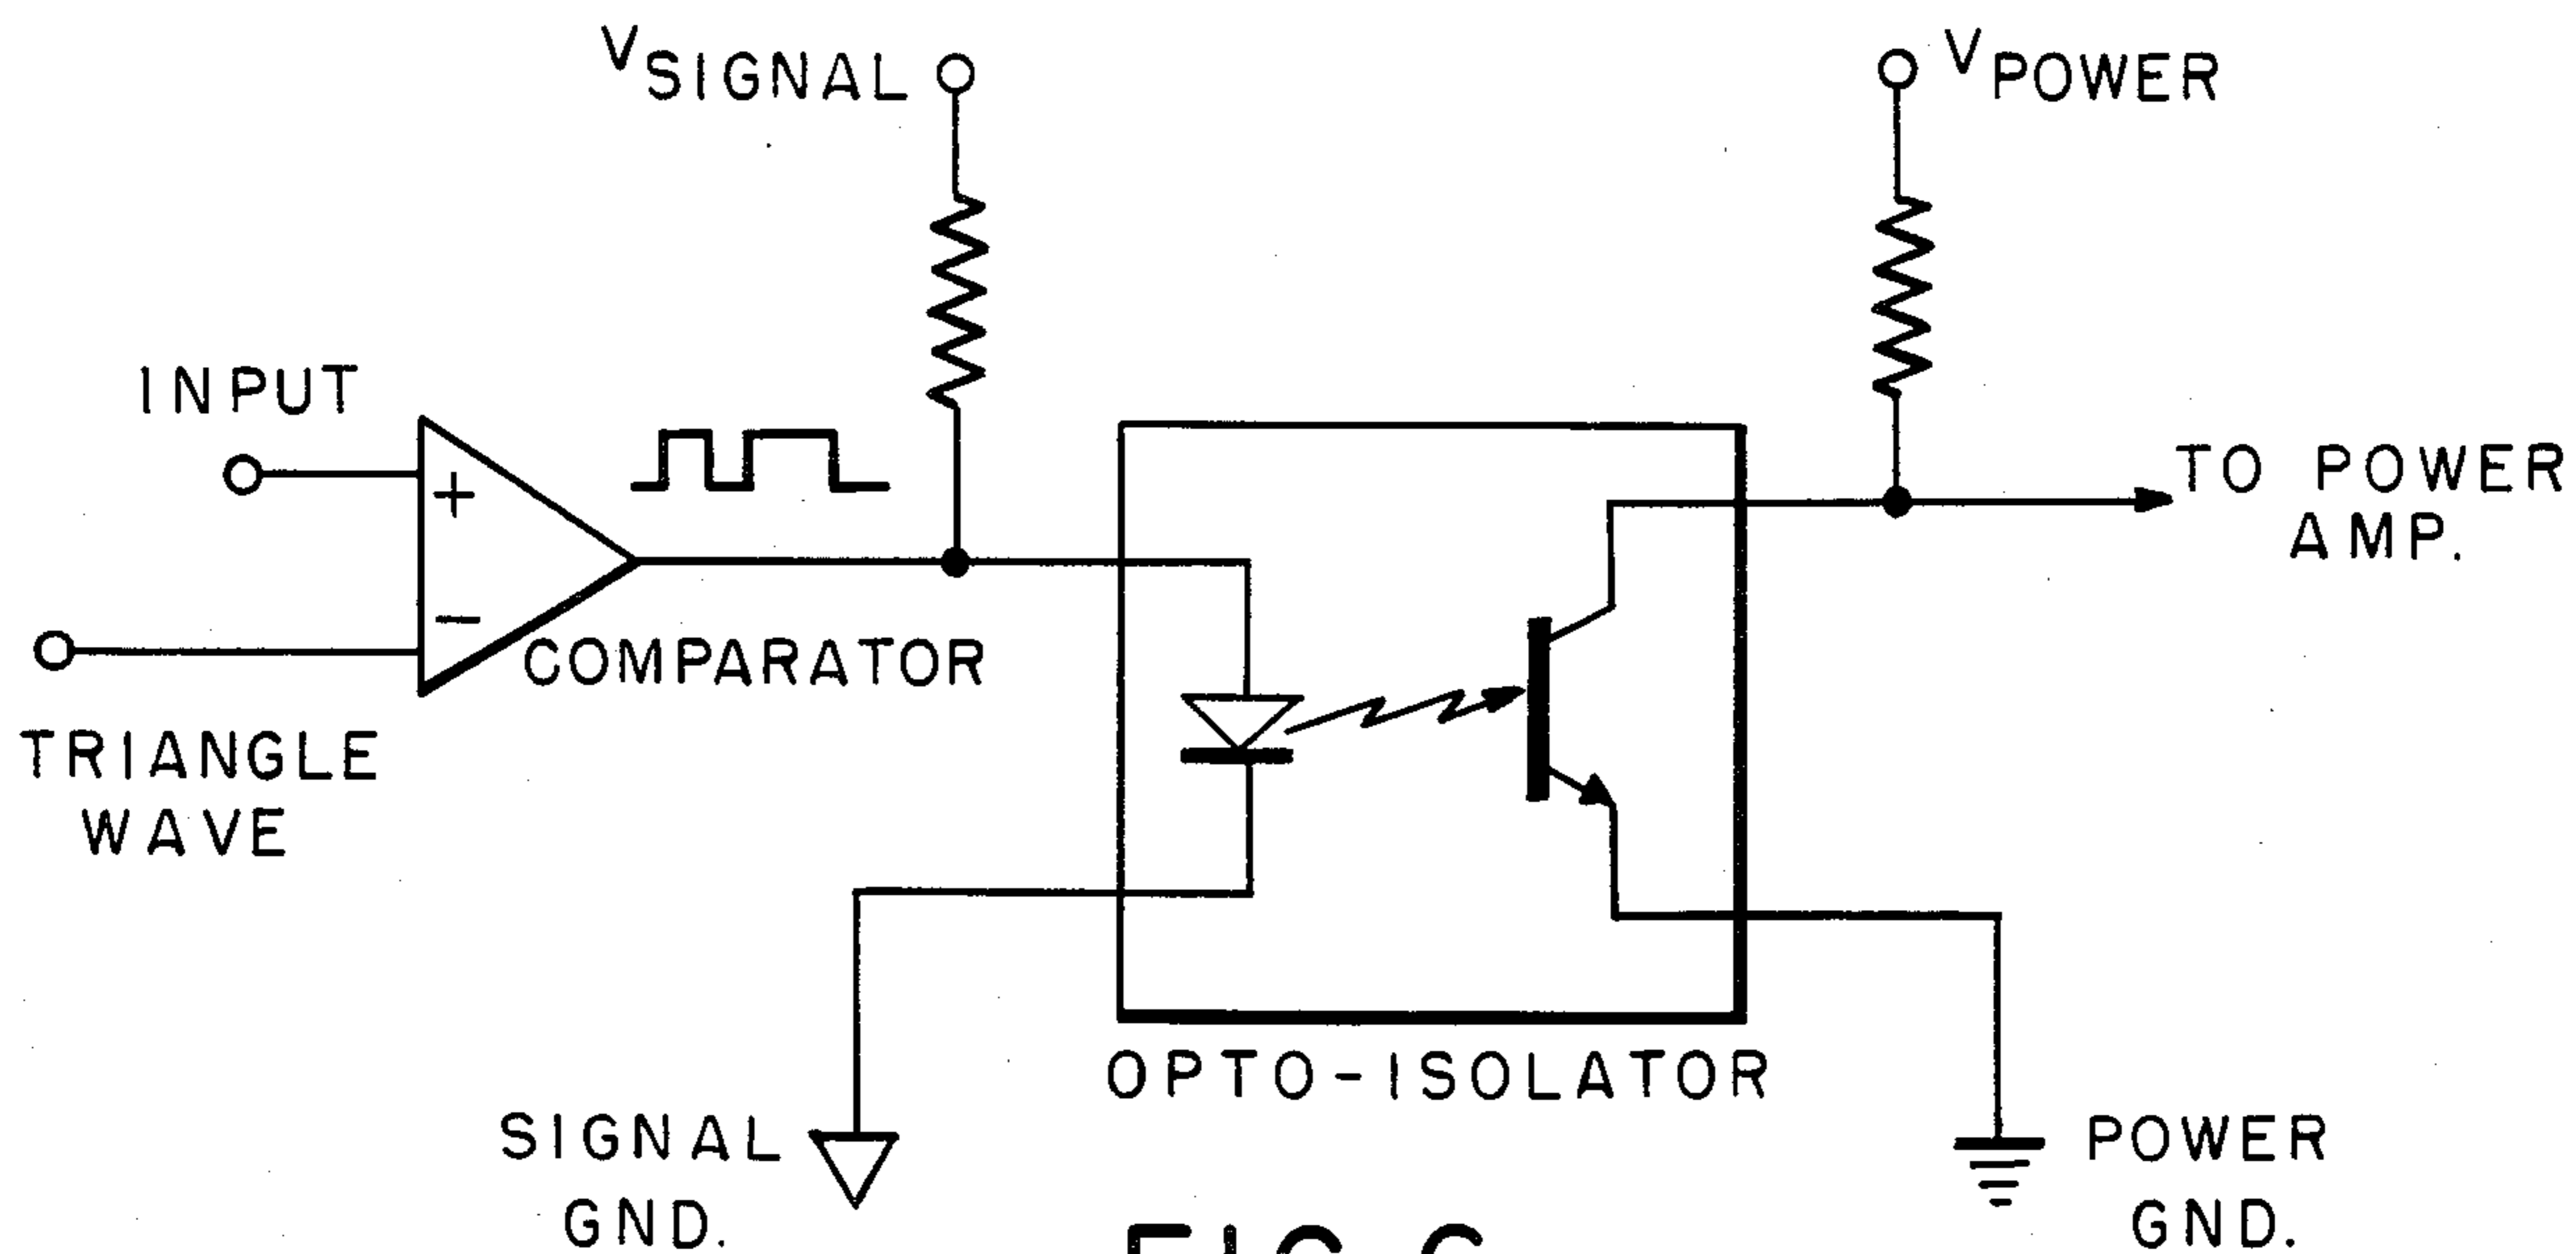 VSIGNAL
VPOWER
INPUT
+
−
TO POWER
AMP.
COMPARATOR
TRIANGLE
WAVE
OPTO-ISOLATOR
SIGNAL
GND.
POWER
GND.